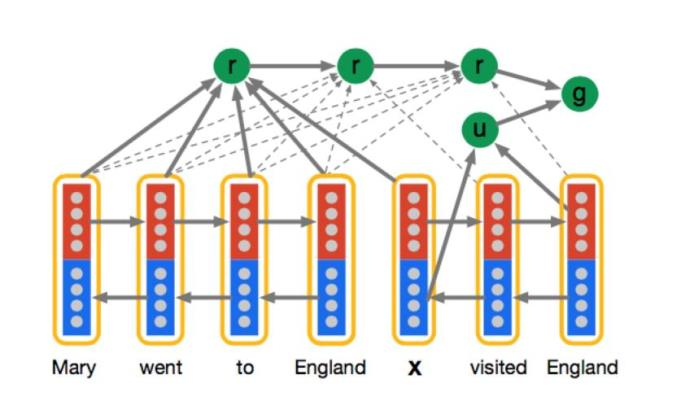 r r r
g
u
Mary went to England X visited England